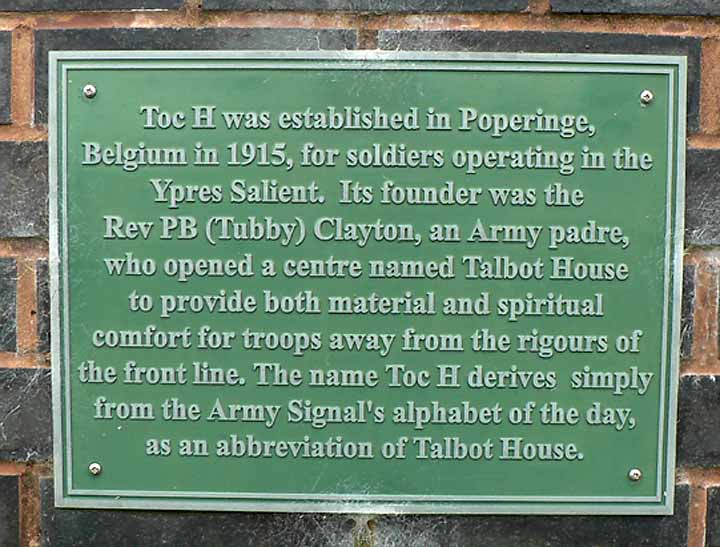 Toc H was established in Poperinge,
Belgium in 1915, for soldiers operating in the
Ypres Salient. Its founder was the
Rev PB (Tubby) Clayton, an Army padre,
who opened a centre named Talbot House
to provide both material and spiritual
comfort for troops away from the rigours of
the front line. The name Toc H derives simply
from the Army Signal's alphabet of the day,
as an abbreviation of Talbot House.